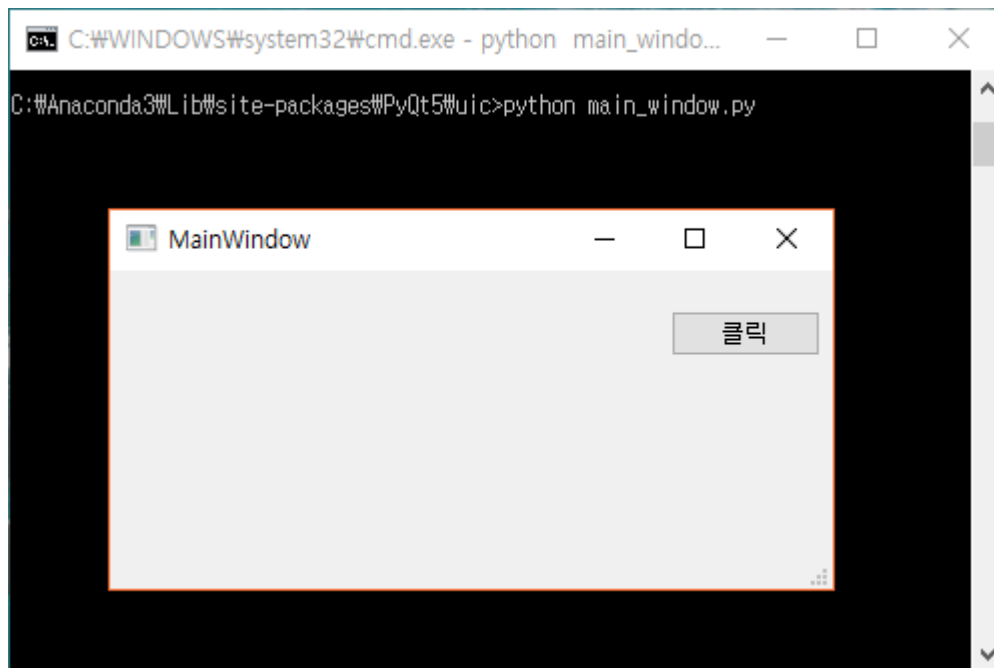 C:₩WINDOWS₩system32₩cmd.exe - python  main_windo...
C:₩Anaconda3₩Lib₩site-packages₩PyQt5₩uic>python main_window.py
MainWindow
클릭